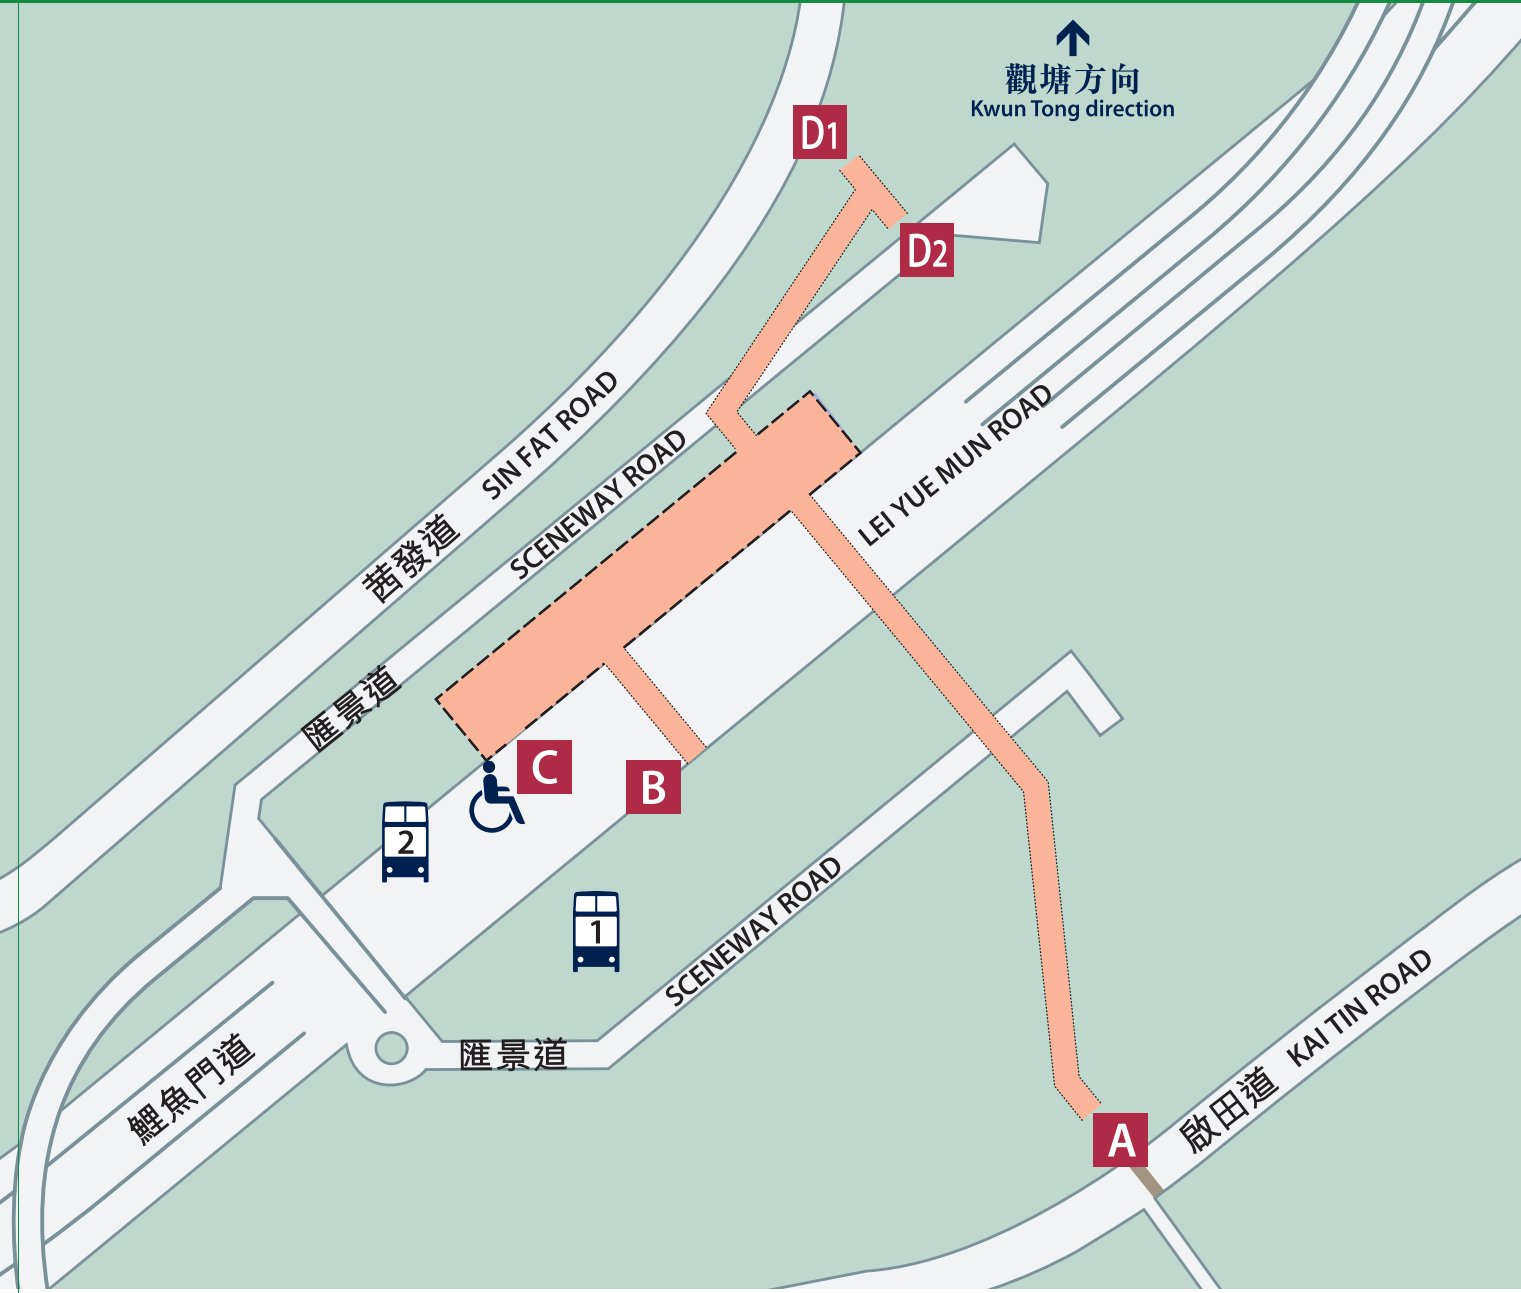 觀塘方向
Kwun Tong direction
D1
D2
SIN FAT ROAD
茜發道
SCENEWAY ROAD
匯景道
LEI YUE MUN ROAD
C
B
2
1
SCENEWAY ROAD
匯景道
鯉魚門道
A
KAI TIN ROAD
啟田道